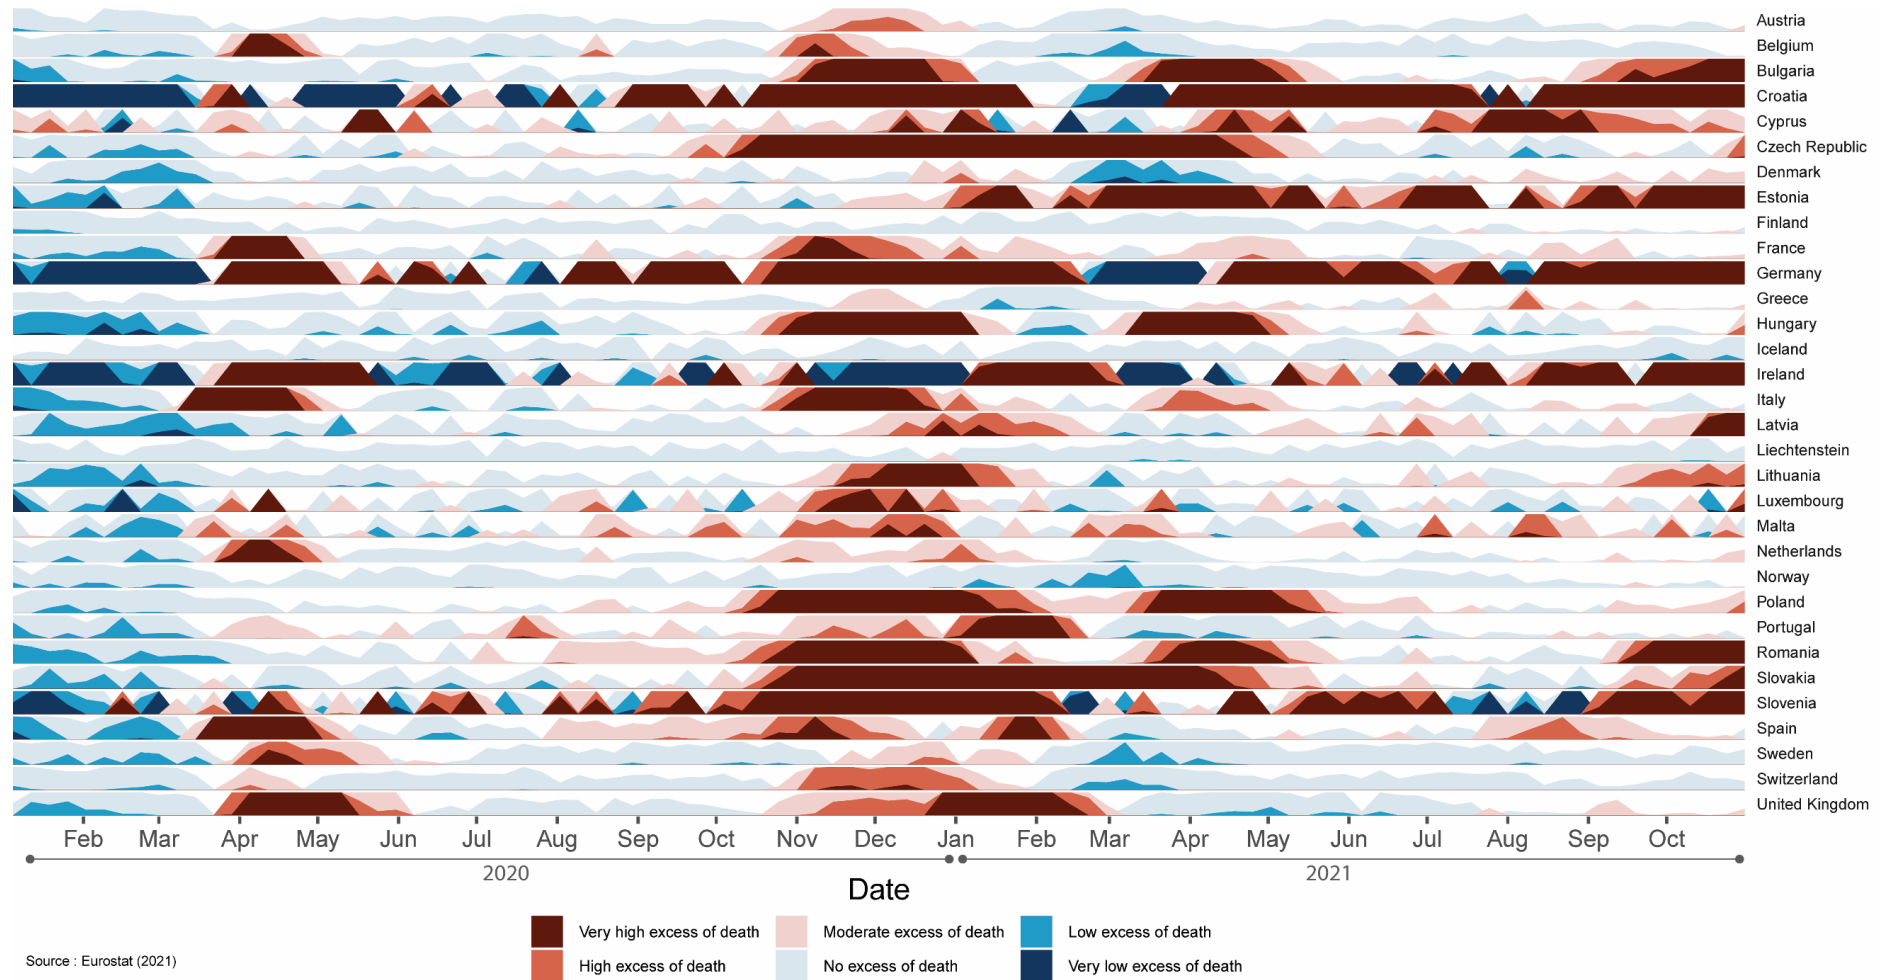 Austria
Belgium
Bulgaria
Croatia
Cyprus
Czech Republic
Denmark
Estonia
Finland
France
Germany
Greece
Hungary
Iceland
Ireland
Italy
Latvia
Liechtenstein
Lithuania
Luxembourg
Malta
Netherlands
Norway
Poland
Portugal
Romania
Slovakia
Slovenia
Spain
Sweden
Switzerland
United Kingdom
Feb Mar Apr May Jun Jul Aug Sep Oct Nov Dec Jan Feb Mar Apr May Jun Jul Aug Sep Oct
2020 2021
Date
Very high excess of death Moderate excess of death Low excess of death
High excess of death No excess of death Very low excess of death
Source : Eurostat (2021)